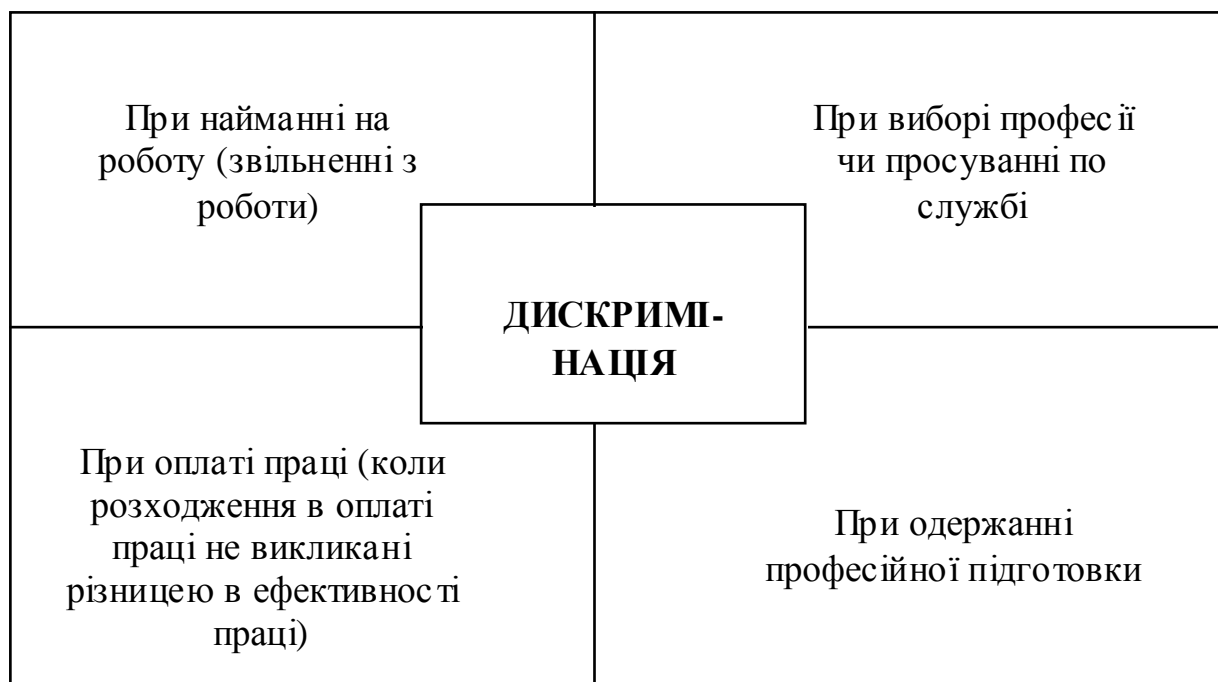 При найманні на
роботу (звільненні з
роботи)
При виборі професії
чи просуванні по
службі
ДИСКРИМІ-
НАЦІЯ
При оплаті праці (коли
розходження в оплаті
праці не викликані
різницею в ефективності
праці)
При одержанні
професійної підготовки